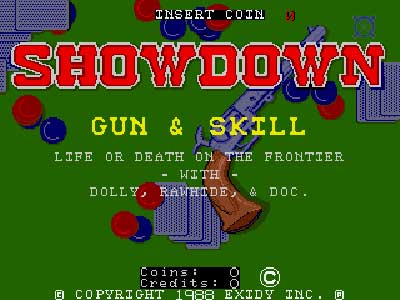 INSERT COIN 0
SHOWDOWN
GUN & SKILL
LIFE OR DEATH ON THE FRONTIER
- WITH -
DOLLY, RAWHIDE, & DOC.
Coins: 0
Credits: 0 ©
© COPYRIGHT 1988 EXIDY INC. ©